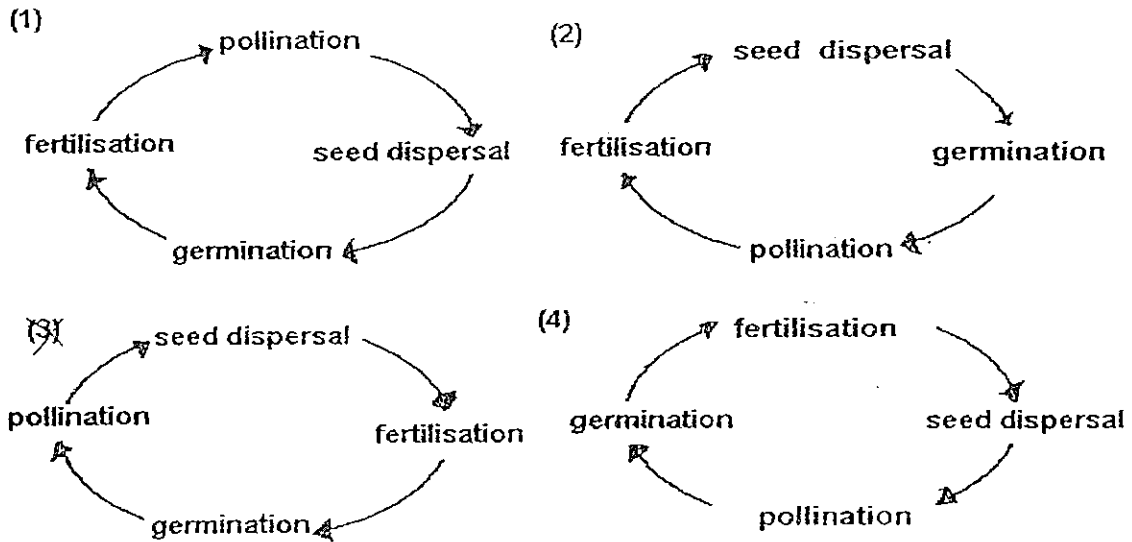 (1)
pollination
fertilisation
seed dispersal
germination
(2)
seed dispersal
fertilisation
germination
pollination
(3)
seed dispersal
pollination
fertilisation
germination
(4)
fertilisation
germination
seed dispersal
pollination